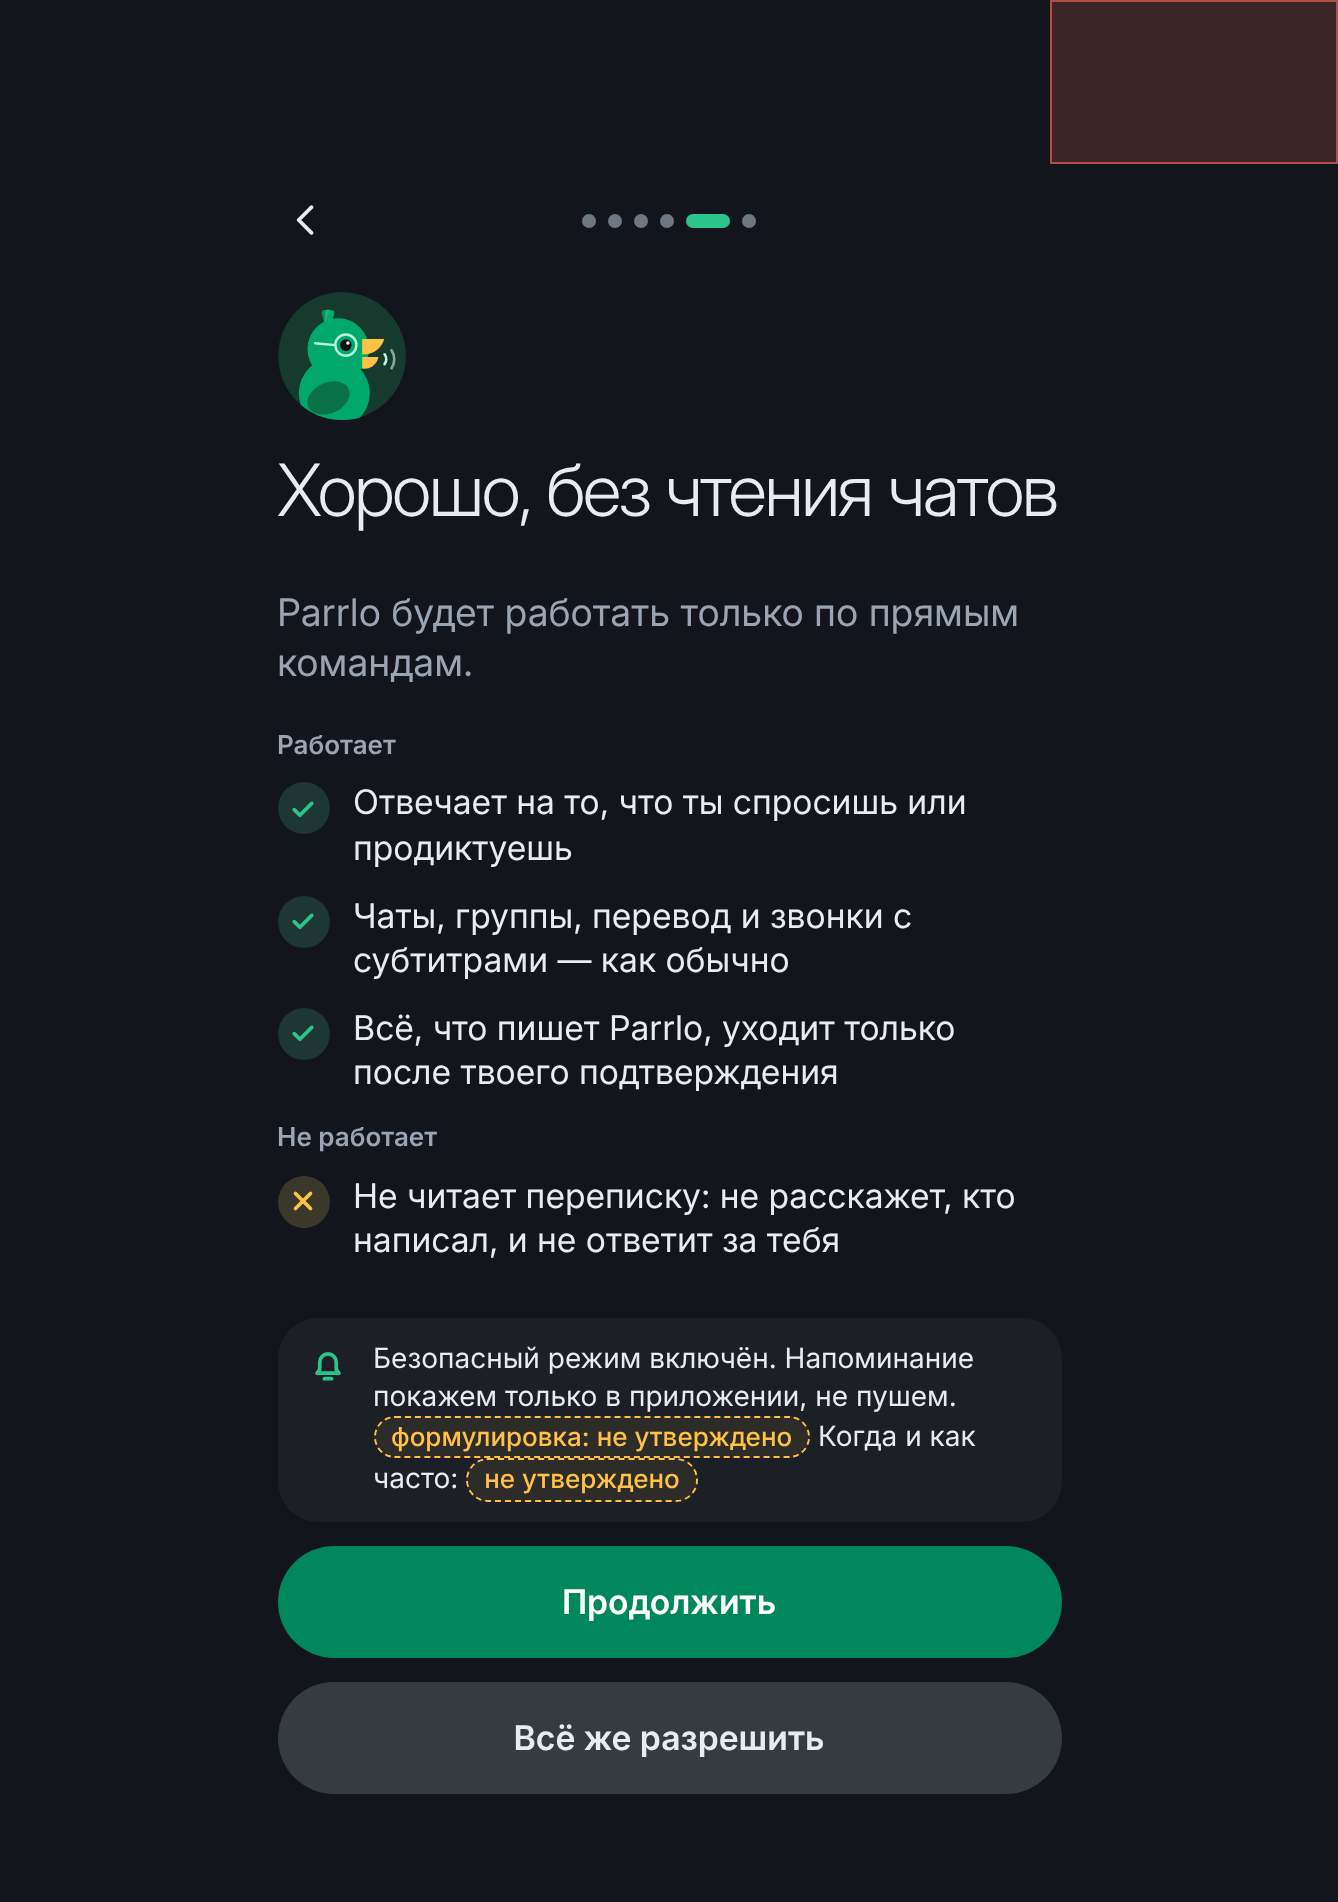 Хорошо, без чтения чатов
Parrlo будет работать только по прямым
командам.
Работает
Отвечает на то, что ты спросишь или
продиктуешь
Чаты, группы, перевод и звонки с
субтитрами — как обычно
Всё, что пишет Parrlo, уходит только
после твоего подтверждения
Не работает
Не читает переписку: не расскажет, кто
написал, и не ответит за тебя
Безопасный режим включён. Напоминание
покажем только в приложении, не пушем.
формулировка: не утверждено Когда и как
часто: не утверждено
Продолжить
Всё же разрешить